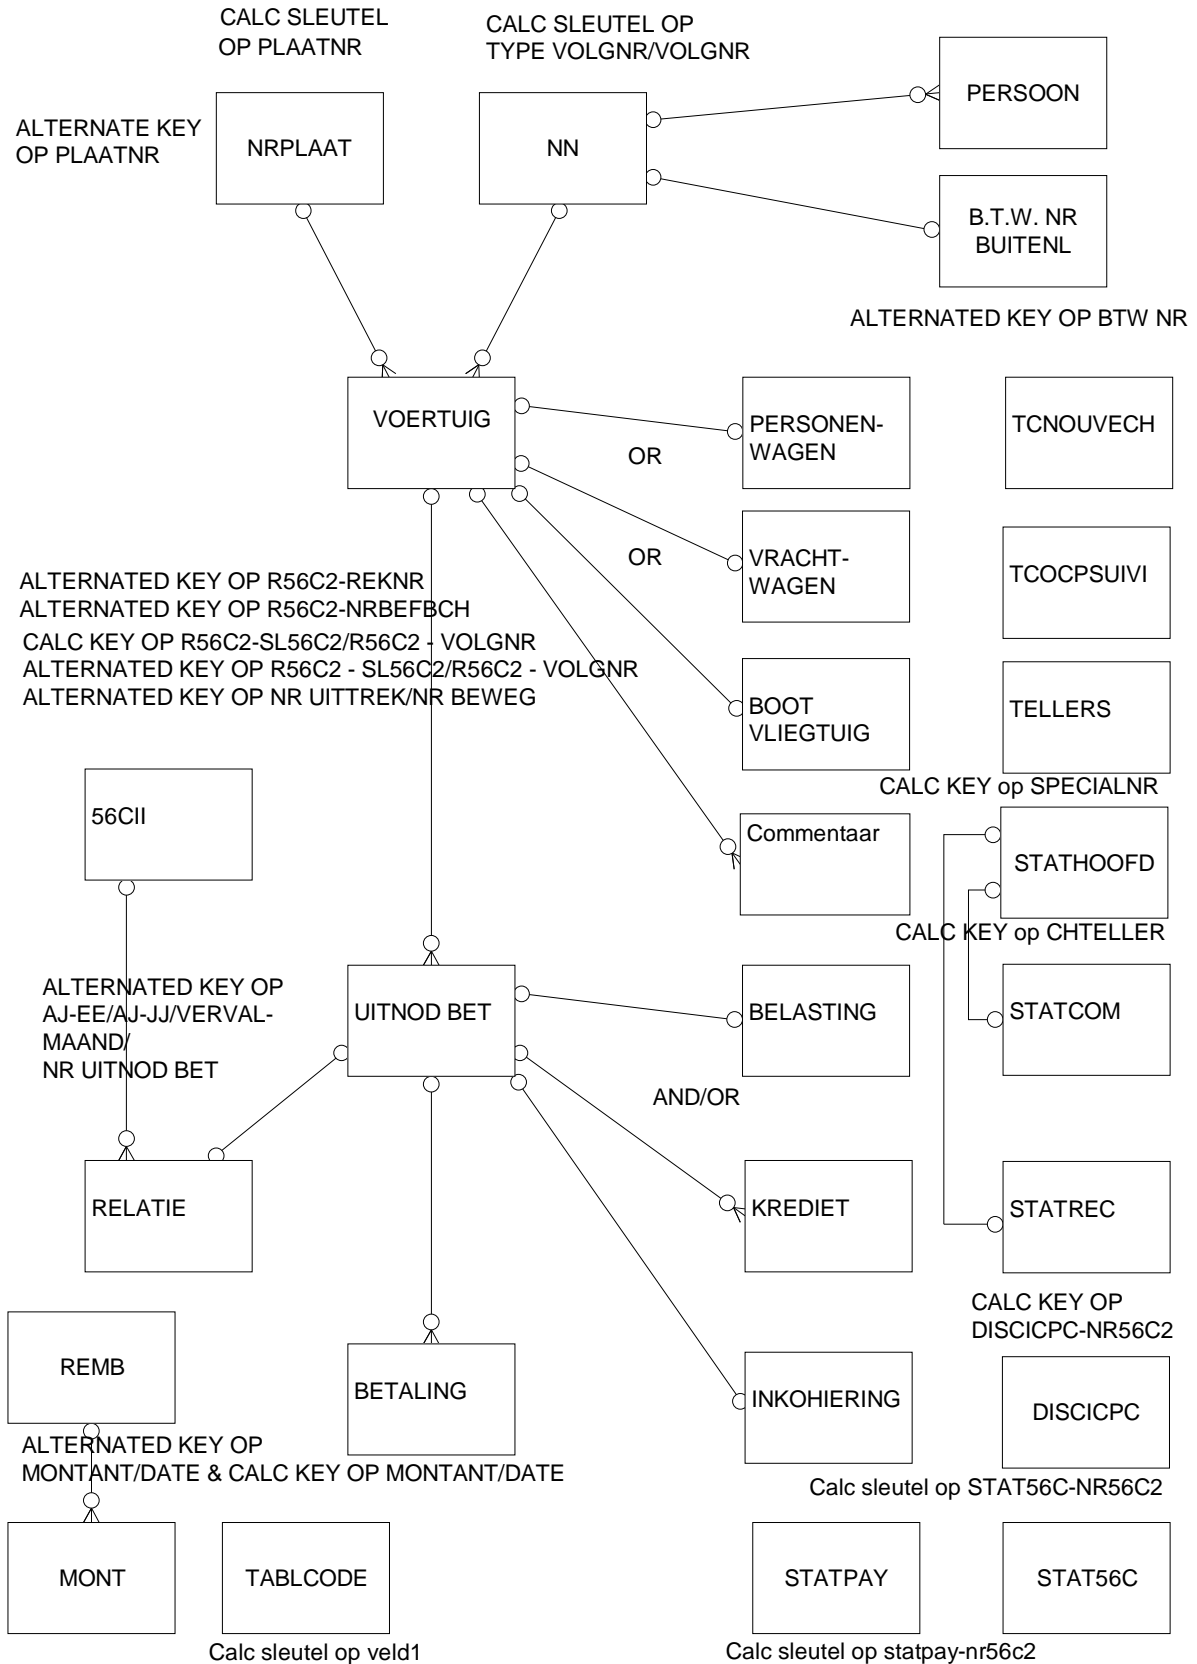 CALC SLEUTEL
OP PLAATNR
CALC SLEUTEL OP
TYPE VOLGNR/VOLGNR
ALTERNATE KEY
OP PLAATNR
NRPLAAT
NN
PERSOON
B.T.W. NR
BUITENL
ALTERNATED KEY OP BTW NR
VOERTUIG
PERSONEN-
WAGEN
TCNOUVECH
OR
VRACHT-
WAGEN
OR
TCOCPSUIVI
ALTERNATED KEY OP R56C2-REKNR
ALTERNATED KEY OP R56C2-NRBEFBCH
CALC KEY OP R56C2-SL56C2/R56C2 - VOLGNR
ALTERNATED KEY OP R56C2 - SL56C2/R56C2 - VOLGNR
ALTERNATED KEY OP NR UITTREK/NR BEWEG
BOOT
VLIEGTUIG
TELLERS
CALC KEY op SPECIALNR
56CII
Commentaar
STATHOOFD
CALC KEY op CHTELLER
ALTERNATED KEY OP
AJ-EE/AJ-JJ/VERVAL-
MAAND/
NR UITNOD BET
UITNOD BET
BELASTING
STATCOM
AND/OR
RELATIE
KREDIET
STATREC
CALC KEY OP
DISCICPC-NR56C2
REMB
BETALING
INKOHIERING
DISCICPC
ALTERNATED KEY OP
MONTANT/DATE & CALC KEY OP MONTANT/DATE
Calc sleutel op STAT56C-NR56C2
MONT
TABLCODE
STATPAY
STAT56C
Calc sleutel op veld1
Calc sleutel op statpay-nr56c2